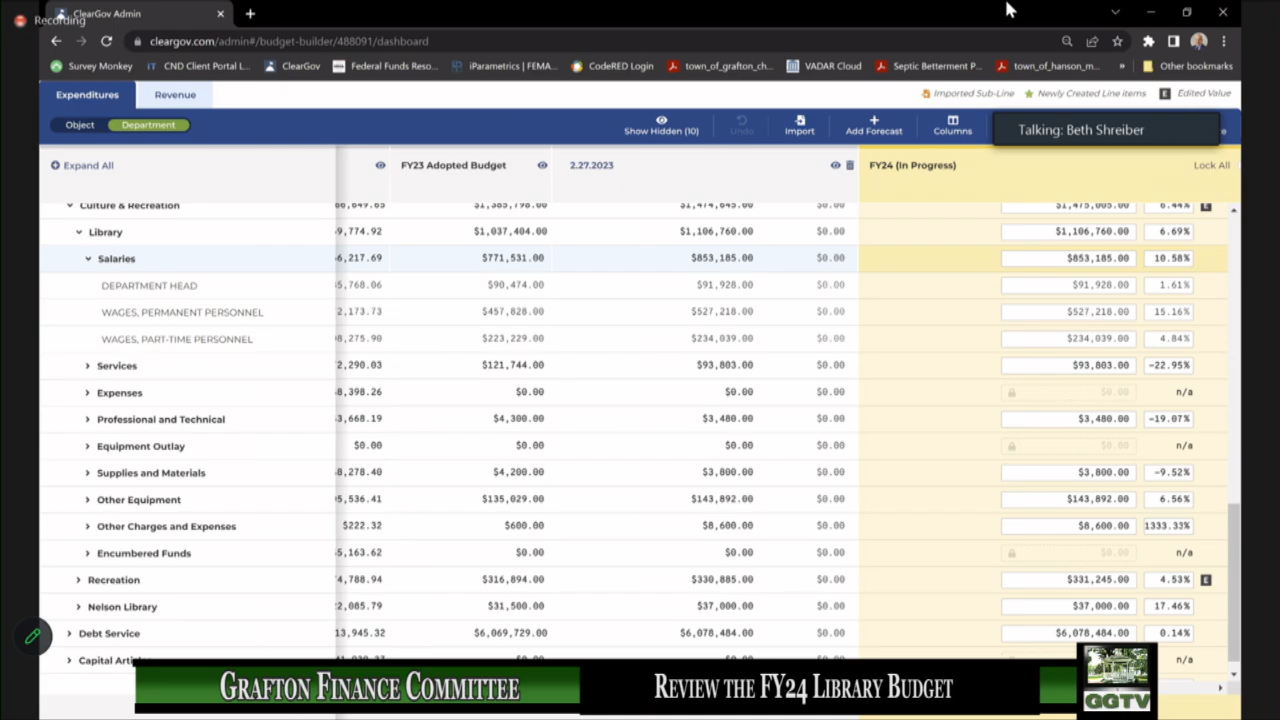 Recording
ClearGov Admin
cleargov.com/admin#/budget-builder/488091/dashboard
Survey Monkey CND Client Portal L... ClearGov Federal Funds Reso... iParametrics | FEMA... CodeRED Login town_of_grafton_ch... VADAR Cloud Septic Betterment P... town_of_hanson_m... » Other bookmarks
Expenditures Revenue Imported Sub-Line Newly Created Line items E Edited Value
Object Department Show Hidden (10) Undo Import Add Forecast Columns Talking: Beth Shreiber
Expand All FY23 Adopted Budget 2.27.2023 FY24 (In Progress) Lock All
Culture & Recreation 66,649.65 $1,385,798.00 $1,474,645.00 $0.00 $1,475,005.00 6.44% E
Library 9,774.92 $1,037,404.00 $1,106,760.00 $0.00 $1,106,760.00 6.69%
Salaries 6,217.69 $771,531.00 $853,185.00 $0.00 $853,185.00 10.58%
DEPARTMENT HEAD 5,768.06 $90,474.00 $91,928.00 $0.00 $91,928.00 1.61%
WAGES, PERMANENT PERSONNEL 2,173.73 $457,828.00 $527,218.00 $0.00 $527,218.00 15.16%
WAGES, PART-TIME PERSONNEL 8,275.90 $223,229.00 $234,039.00 $0.00 $234,039.00 4.84%
Services 2,290.03 $121,744.00 $93,803.00 $0.00 $93,803.00 -22.95%
Expenses 8,398.26 $0.00 $0.00 $0.00 $0.00 n/a
Professional and Technical 3,668.19 $4,300.00 $3,480.00 $0.00 $3,480.00 -19.07%
Equipment Outlay $0.00 $0.00 $0.00 $0.00 $0.00 n/a
Supplies and Materials 8,278.40 $4,200.00 $3,800.00 $0.00 $3,800.00 -9.52%
Other Equipment 5,536.41 $135,029.00 $143,892.00 $0.00 $143,892.00 6.56%
Other Charges and Expenses $222.32 $600.00 $8,600.00 $0.00 $8,600.00 1333.33%
Encumbered Funds 5,163.62 $0.00 $0.00 $0.00 $0.00 n/a
Recreation 4,788.94 $316,894.00 $330,885.00 $0.00 $331,245.00 4.53% E
Nelson Library 2,085.79 $31,500.00 $37,000.00 $0.00 $37,000.00 17.46%
Debt Service 13,945.32 $6,069,729.00 $6,078,484.00 $0.00 $6,078,484.00 0.14%
Capital n/a
GRAFTON FINANCE COMMITTEE REVIEW THE FY24 LIBRARY BUDGET
GGTV